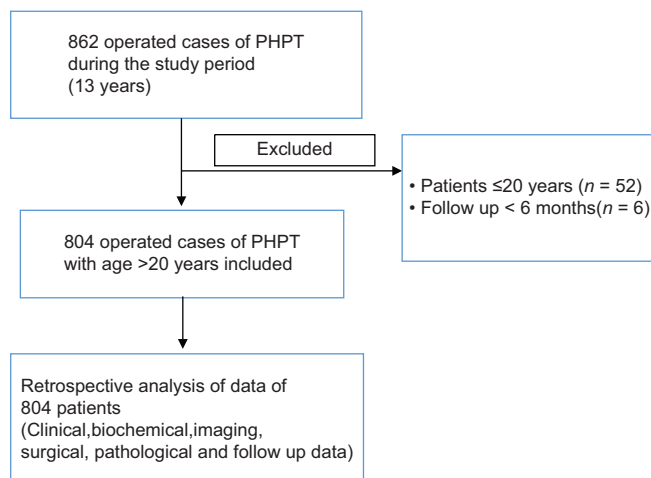 862 operated cases of PHPT
during the study period
(13 years)
Excluded
• Patients ≤20 years (n = 52)
• Follow up < 6 months(n = 6)
804 operated cases of PHPT
with age >20 years included
Retrospective analysis of data of
804 patients
(Clinical,biochemical,imaging,
surgical, pathological and follow up data)